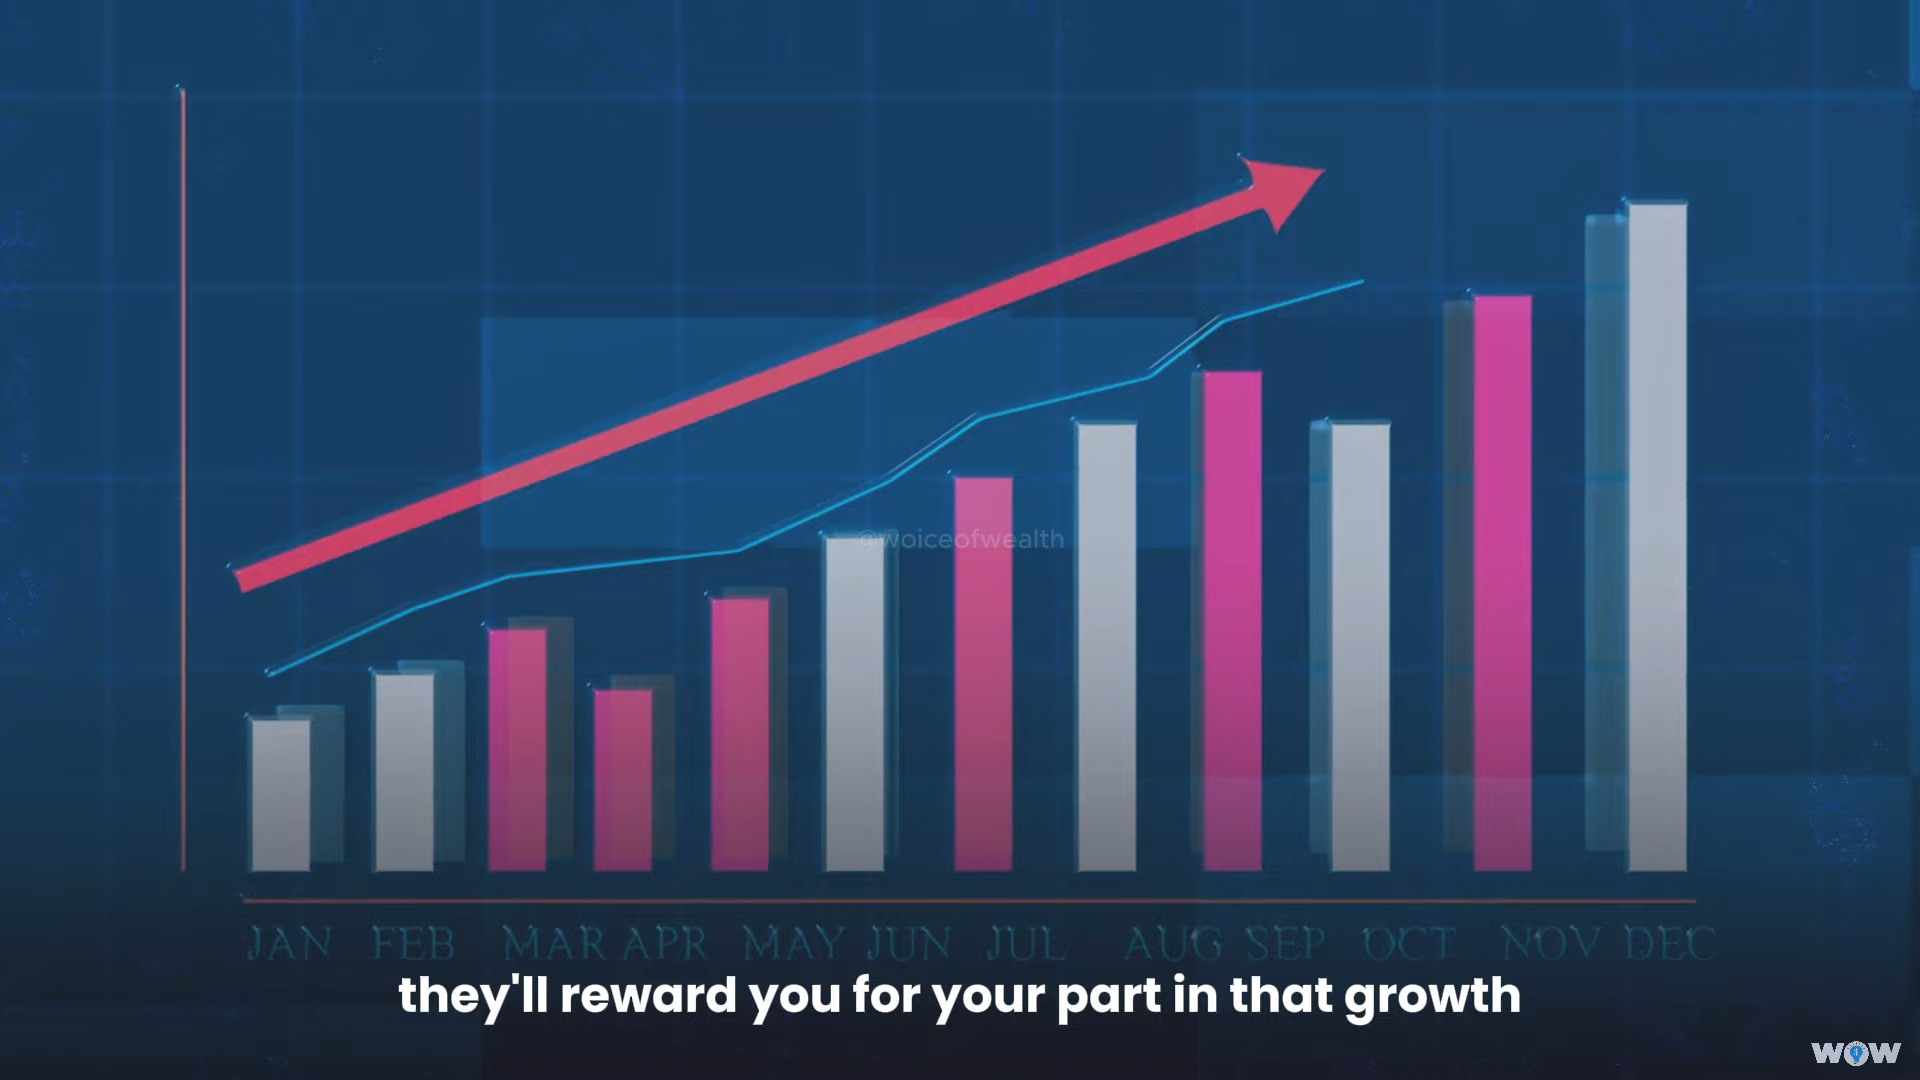 @woiceofwealth
JAN FEB MAR APR MAY JUN JUL AUG SEP OCT NOV DEC
they'll reward you for your part in that growth
WOW